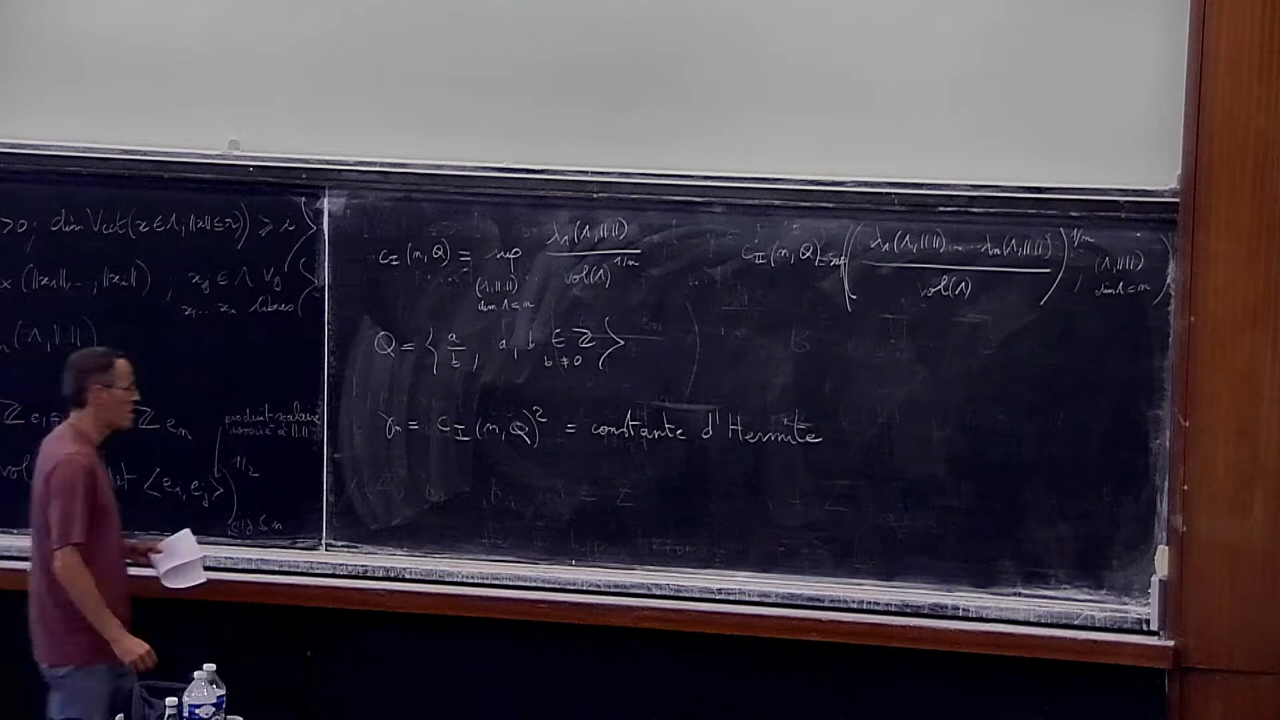 >0, dim Vect(x ∈ Λ, ||x|| ≤ r)) ≥ i }
x (||x₁||, ..., ||xᵢ||) ; xⱼ ∈ Λ ∀j
x₁ ... xᵢ libres }
(Λ, || ||)
ℤ e₁ ℤ eₙ
produit scalaire
associé à || ||
vol ⟨eᵢ, eⱼ⟩)^{1/2}
c_I(n, Q) = sup λ₁(Λ, || ||) / vol(Λ)^{1/n}
(Λ, || ||)
dim Λ = n
c_II(n, Q) = sup { ( λ₁(Λ, || ||) ... λₙ(Λ, || ||) / vol(Λ) )^{1/n} ; (Λ, || ||) dim Λ = n }
Q = { a/b , a, b ∈ ℤ b ≠ 0 }
γₙ = c_I(n, Q)² = constante d'Hermite